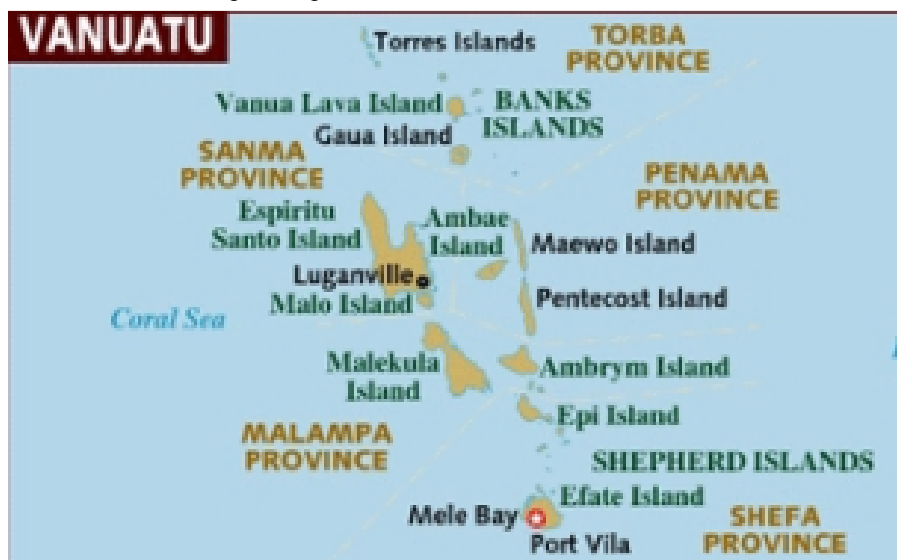 VANUATU
Torres Islands
TORBA
PROVINCE
Vanua Lava Island
BANKS
ISLANDS
Gaua Island
SANMA
PROVINCE
PENAMA
PROVINCE
Espiritu
Santo Island
Ambae
Island
Maewo Island
Luganville
Malo Island
Pentecost Island
Coral Sea
Malekula
Island
Ambrym Island
Epi Island
MALAMPA
PROVINCE
SHEPHERD ISLANDS
Efate Island
Mele Bay
Port Vila
SHEFA
PROVINCE